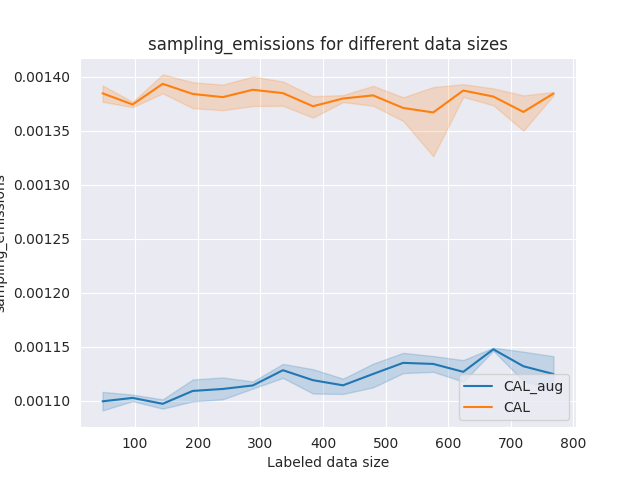 sampling_emissions for different data sizes
0.00140
0.00135
0.00130
0.00125
0.00120
0.00115
0.00110
sampling_emissions
100 200 300 400 500 600 700 800
Labeled data size
CAL_aug
CAL